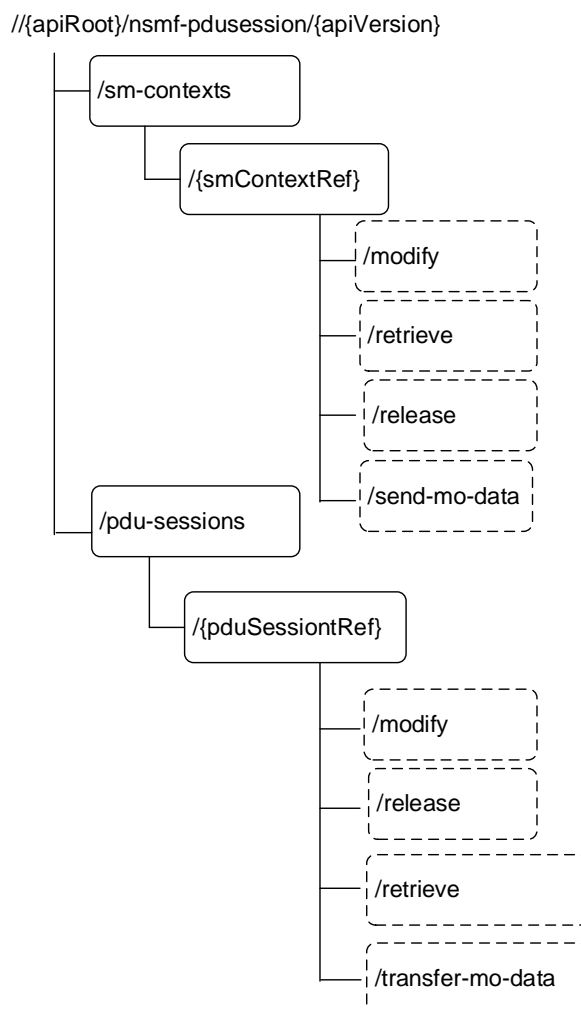 //{apiRoot}/nsmf-pdusession/{apiVersion}
/sm-contexts
/{smContextRef}
/modify
/retrieve
/release
/send-mo-data
/pdu-sessions
/{pduSessiontRef}
/modify
/release
/retrieve
/transfer-mo-data